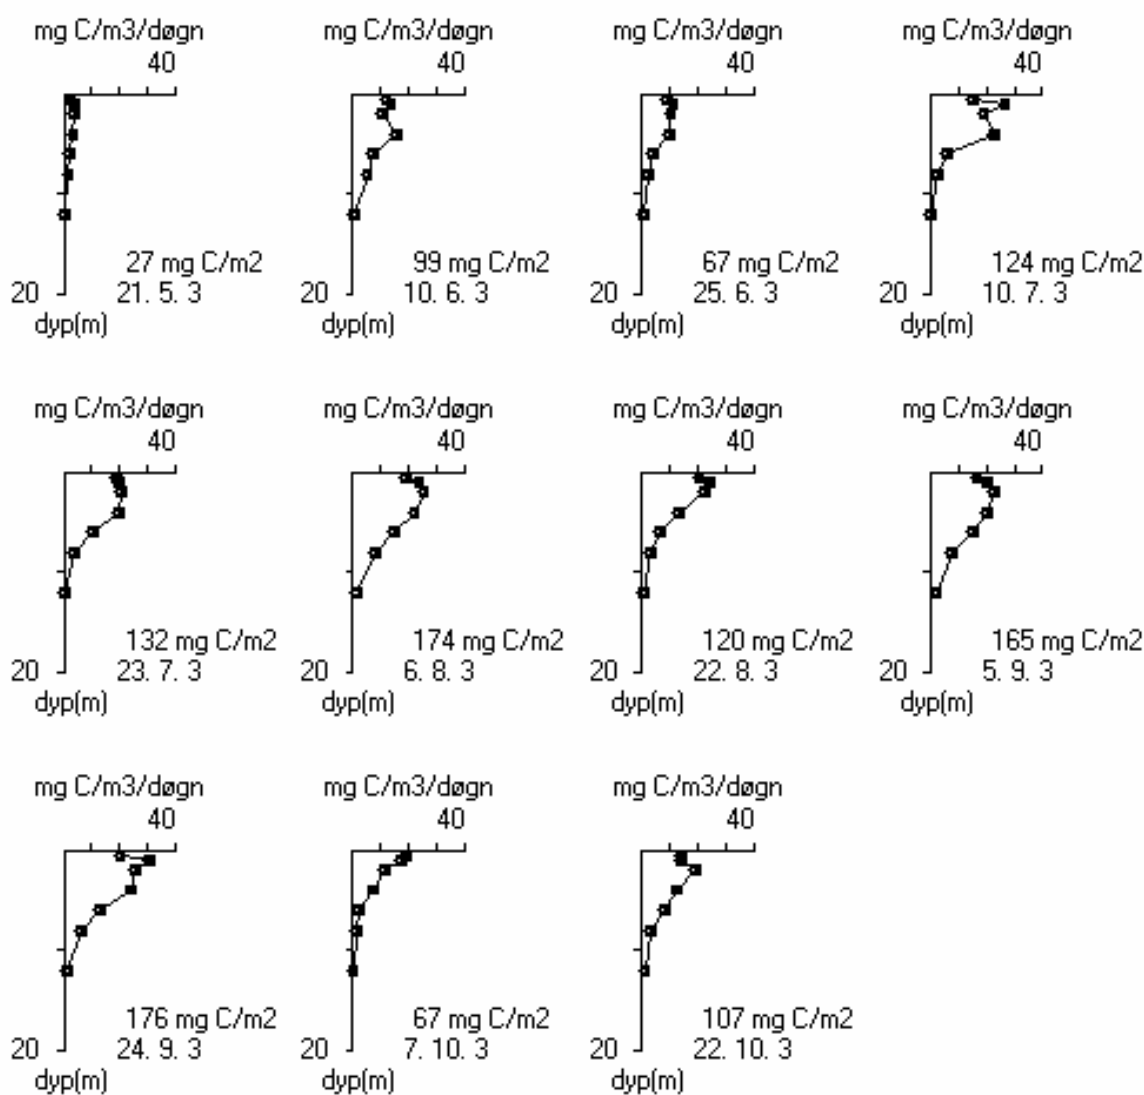 mg C/m3/døgn mg C/m3/døgn mg C/m3/døgn mg C/m3/døgn
40 40 40 40
27 mg C/m2 99 mg C/m2 67 mg C/m2 124 mg C/m2
20 21. 5. 3 20 10. 6. 3 20 25. 6. 3 20 10. 7. 3
dyp(m) dyp(m) dyp(m) dyp(m)
mg C/m3/døgn mg C/m3/døgn mg C/m3/døgn mg C/m3/døgn
40 40 40 40
132 mg C/m2 174 mg C/m2 120 mg C/m2 165 mg C/m2
20 23. 7. 3 20 6. 8. 3 20 22. 8. 3 20 5. 9. 3
dyp(m) dyp(m) dyp(m) dyp(m)
mg C/m3/døgn mg C/m3/døgn mg C/m3/døgn
40 40 40
176 mg C/m2 67 mg C/m2 107 mg C/m2
20 24. 9. 3 20 7. 10. 3 20 22. 10. 3
dyp(m) dyp(m) dyp(m)